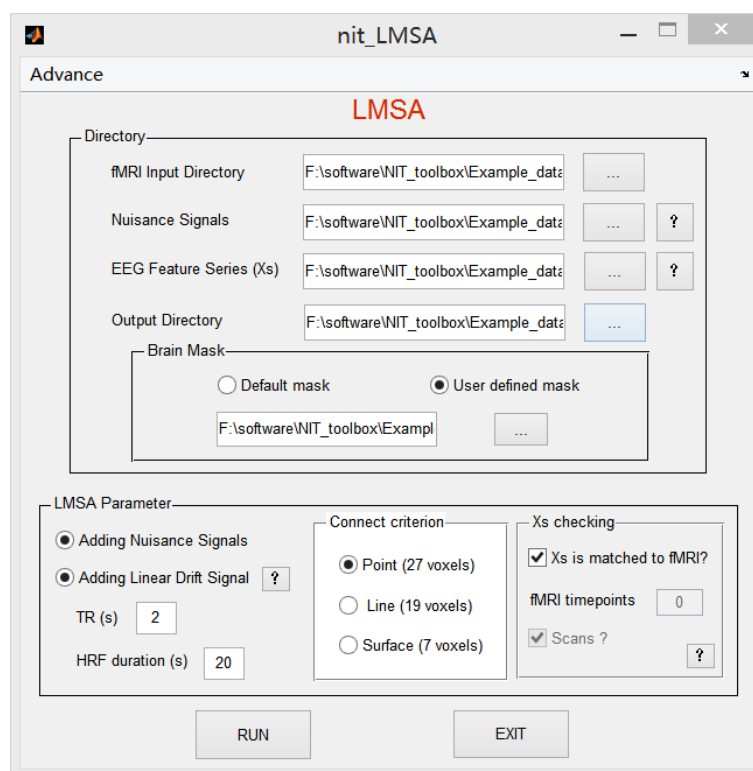 nit_LMSA
Advance
LMSA
Directory
fMRI Input Directory
F:\software\NIT_toolbox\Example_data
...
Nuisance Signals
F:\software\NIT_toolbox\Example_data
...
?
EEG Feature Series (Xs)
F:\software\NIT_toolbox\Example_data
...
?
Output Directory
F:\software\NIT_toolbox\Example_data
...
Brain Mask
Default mask
User defined mask
F:\software\NIT_toolbox\Exampl
...
LMSA Parameter
Adding Nuisance Signals
Adding Linear Drift Signal
?
TR (s)
2
HRF duration (s)
20
Connect criterion
Point (27 voxels)
Line (19 voxels)
Surface (7 voxels)
Xs checking
Xs is matched to fMRI?
fMRI timepoints
0
Scans ?
?
RUN
EXIT